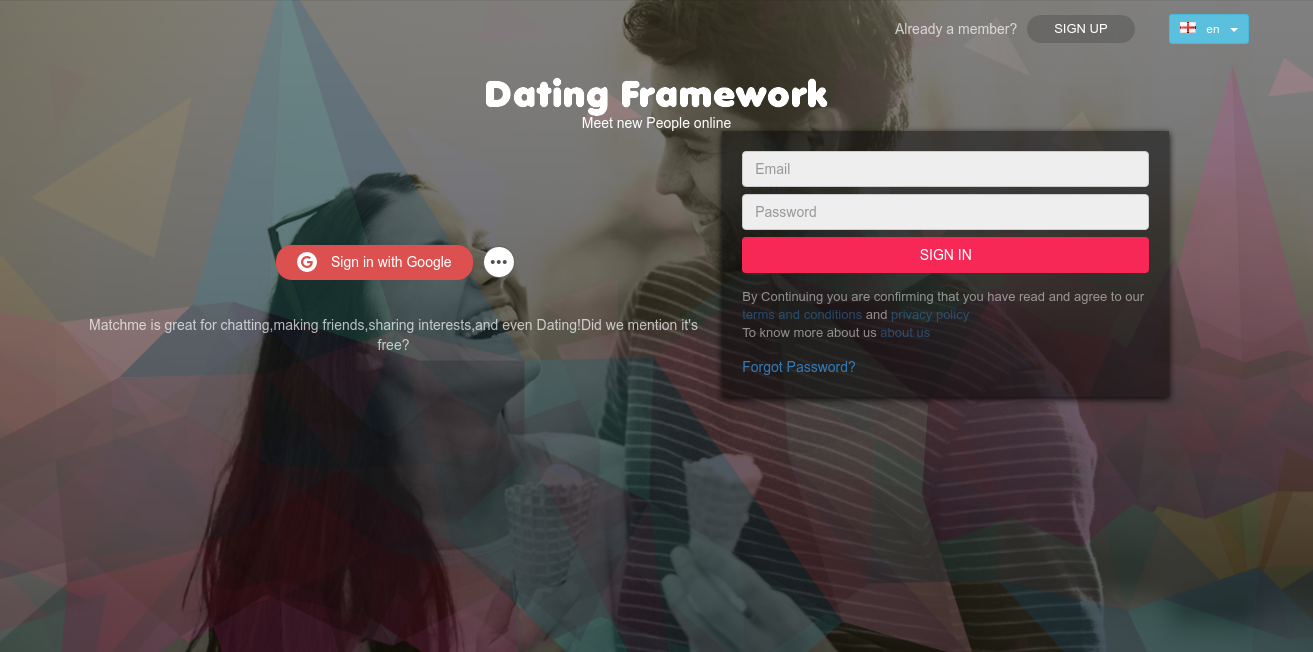 Already a member?
SIGN UP
en
Dating Framework
Meet new People online
Email
Password
SIGN IN
Sign in with Google
By Continuing you are confirming that you have read and agree to our
terms and conditions and privacy policy
To know more about us about us
Matchme is great for chatting,making friends,sharing interests,and even Dating!Did we mention it's
free?
Forgot Password?